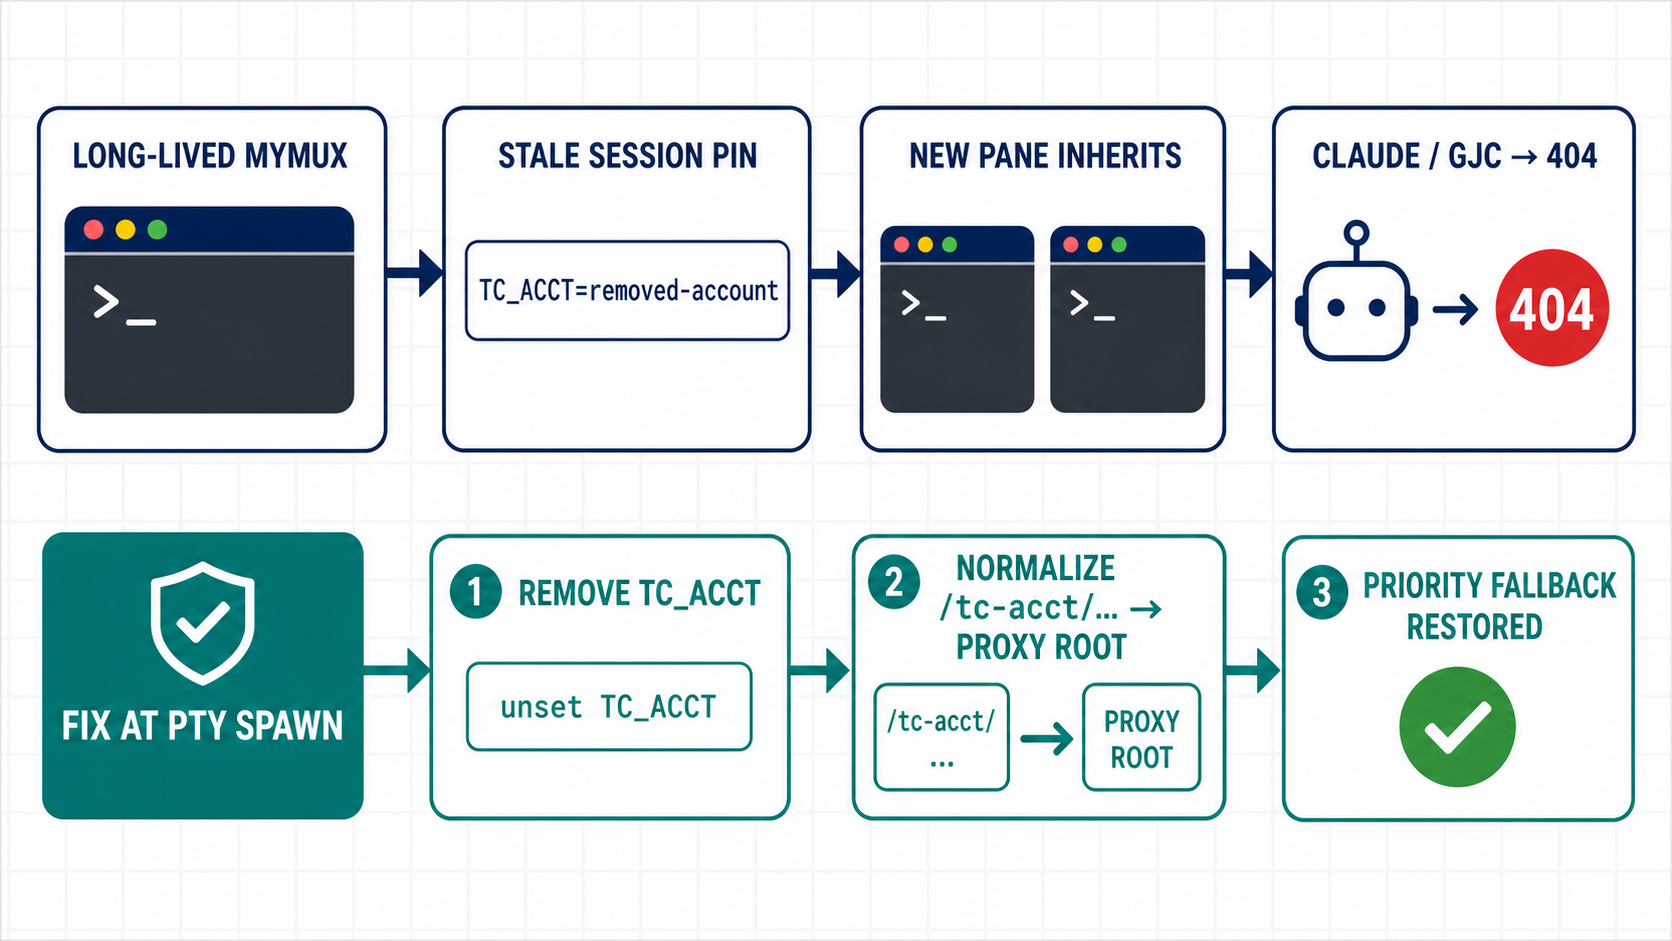 LONG-LIVED MYMUX
>_
STALE SESSION PIN
TC_ACCT=removed-account
NEW PANE INHERITS
>_
>_
CLAUDE / GJC → 404
404
FIX AT PTY SPAWN
1
REMOVE TC_ACCT
unset TC_ACCT
2
NORMALIZE
/tc-acct/... →
PROXY ROOT
/tc-acct/
...
PROXY
ROOT
3
PRIORITY FALLBACK
RESTORED